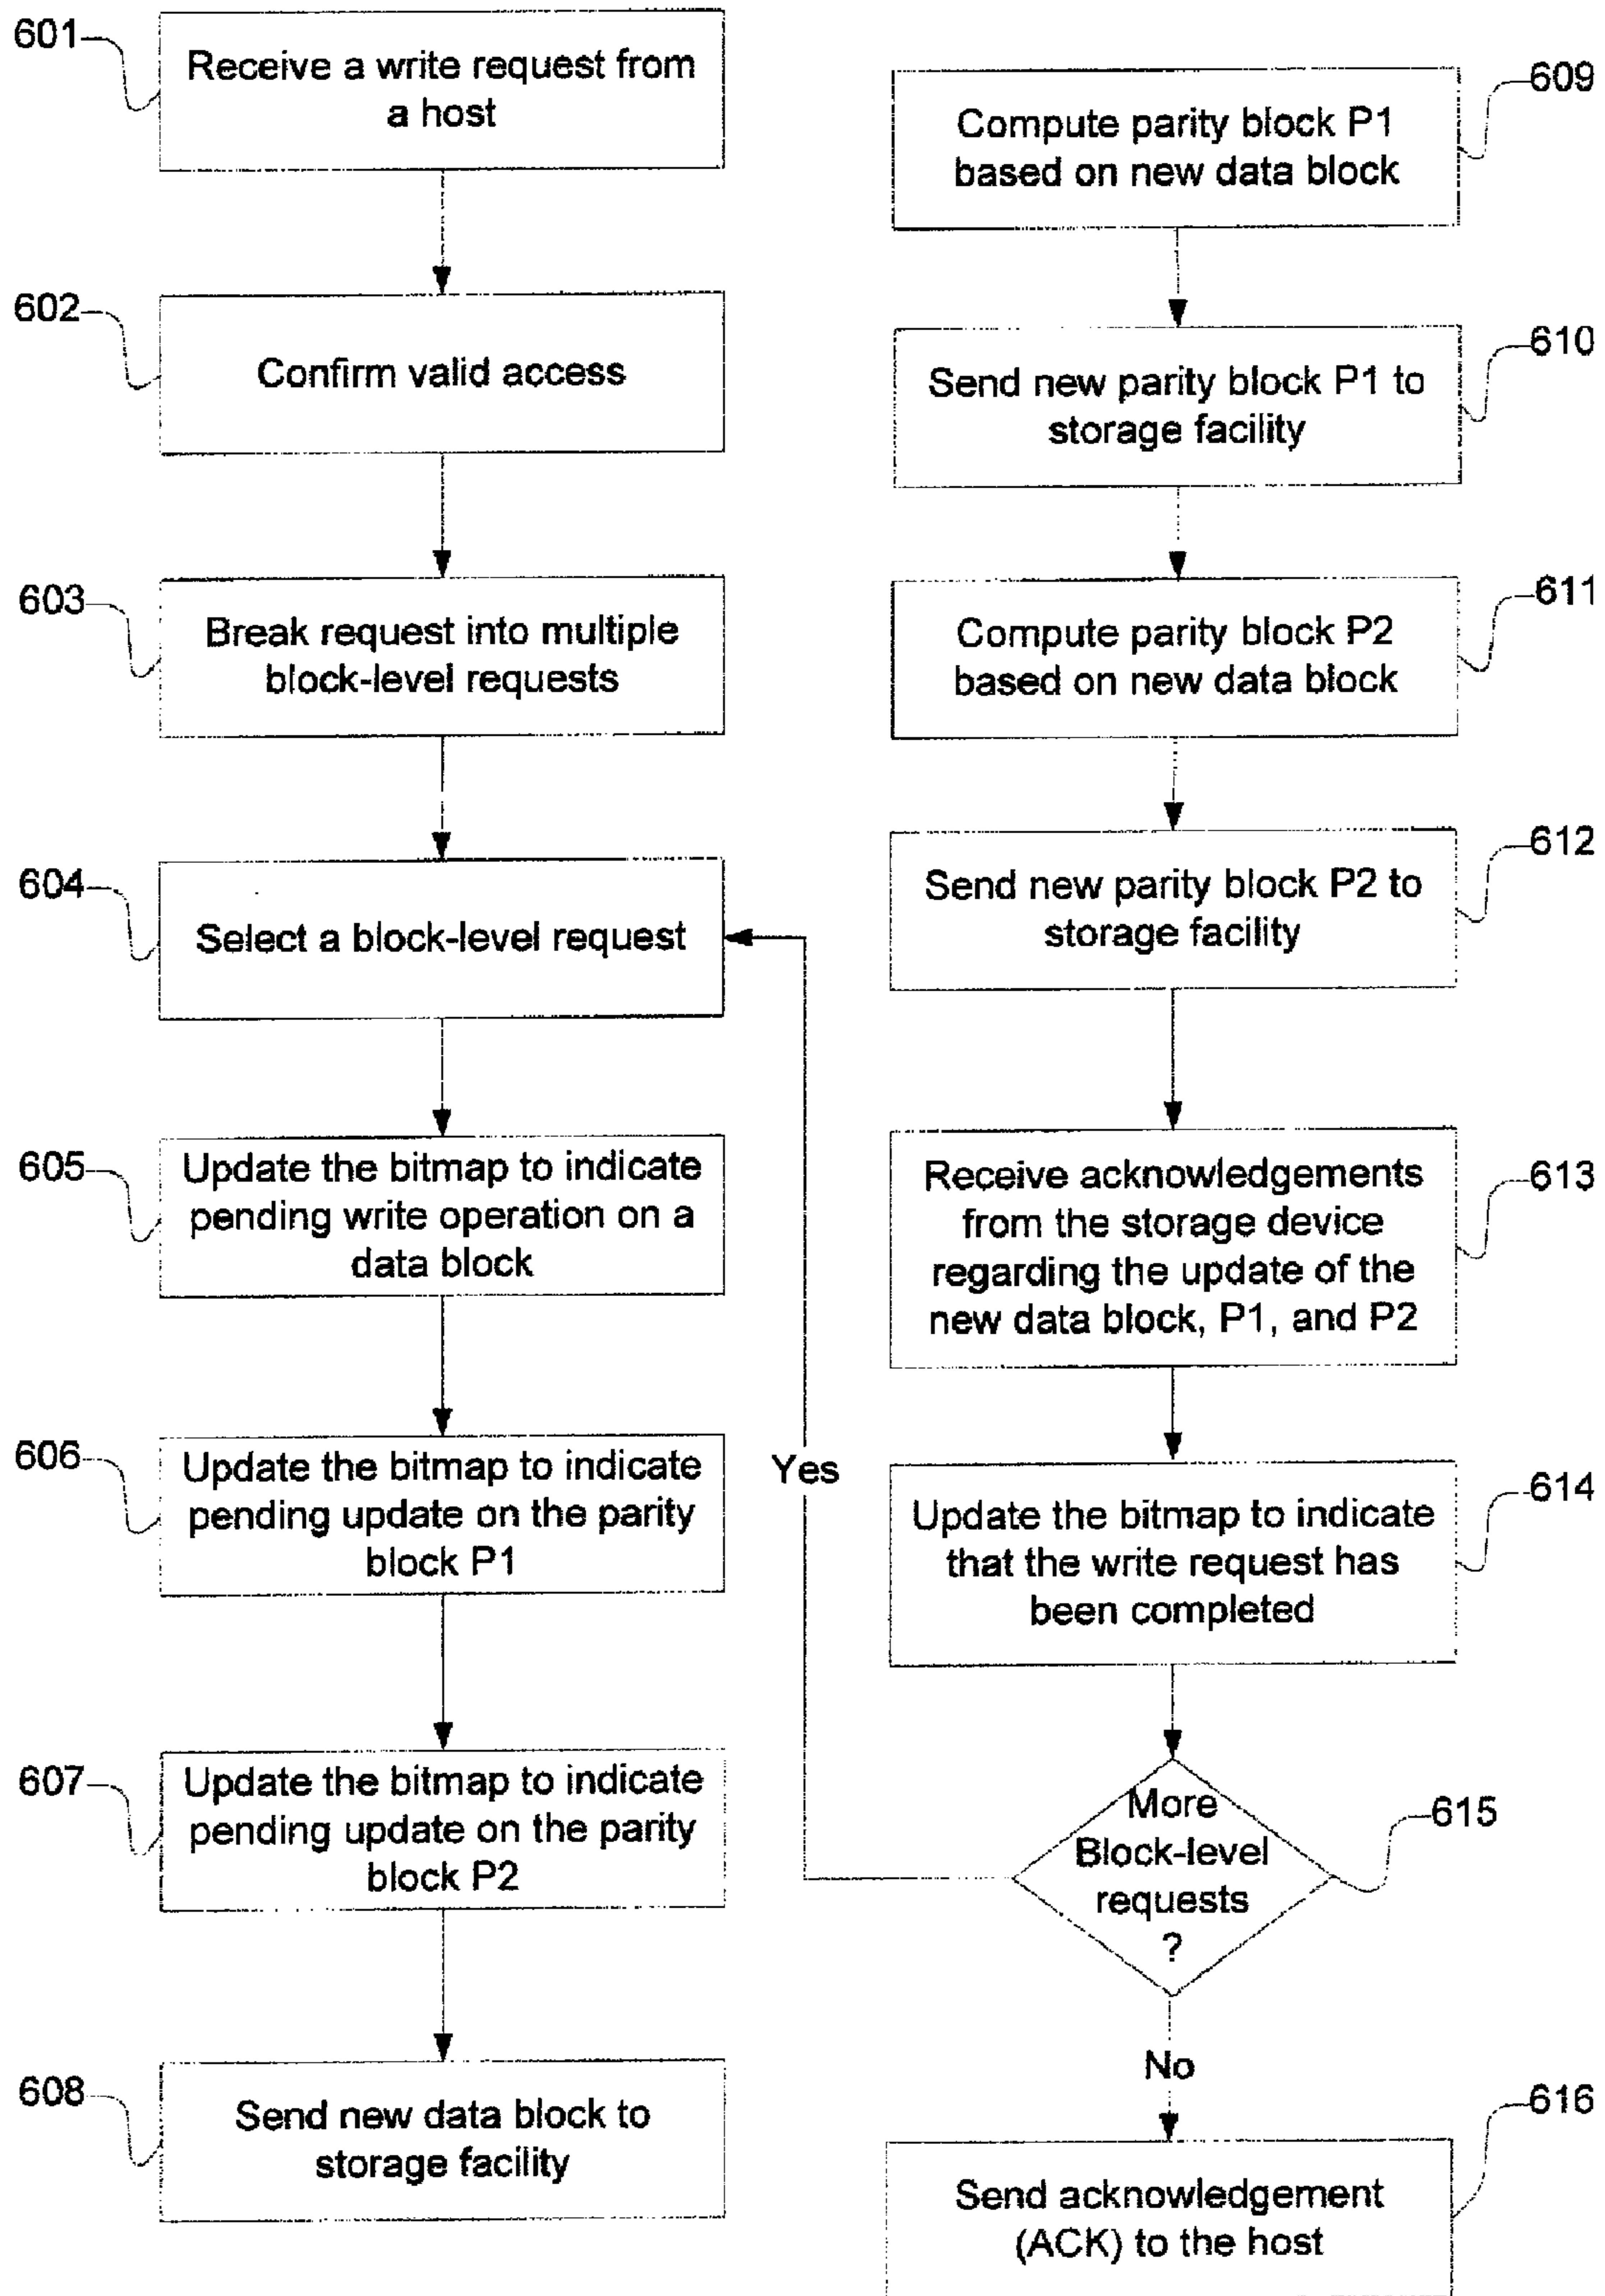 601
Receive a write request from
a host
602
Confirm valid access
603
Break request into multiple
block-level requests
604
Select a block-level request
605
Update the bitmap to indicate
pending write operation on a
data block
606
Update the bitmap to indicate
pending update on the parity
block P1
607
Update the bitmap to indicate
pending update on the parity
block P2
608
Send new data block to
storage facility
609
Compute parity block P1
based on new data block
610
Send new parity block P1 to
storage facility
611
Compute parity block P2
based on new data block
612
Send new parity block P2 to
storage facility
613
Receive acknowledgements
from the storage device
regarding the update of the
new data block, P1, and P2
614
Update the bitmap to indicate
that the write request has
been completed
Yes
615
More
Block-level
requests
?
No
616
Send acknowledgement
(ACK) to the host